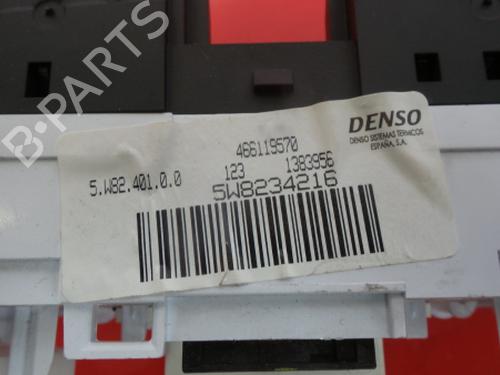 B-PARTS
466119570
DENSO
DENSO SISTEMAS TERMICOS
ESPAÑA, S.A.
5.W82.401.0.0
123
1383956
5W8234216